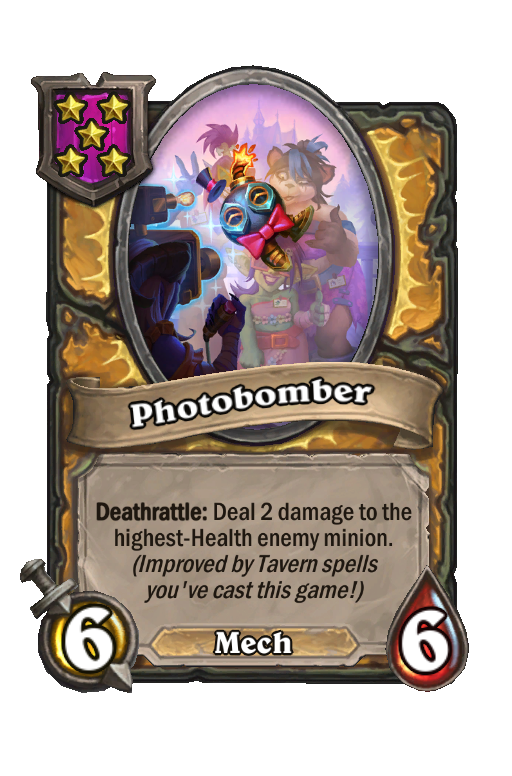 Photobomber
Deathrattle: Deal 2 damage to the
highest-Health enemy minion.
(Improved by Tavern spells
you've cast this game!)
6
Mech
6